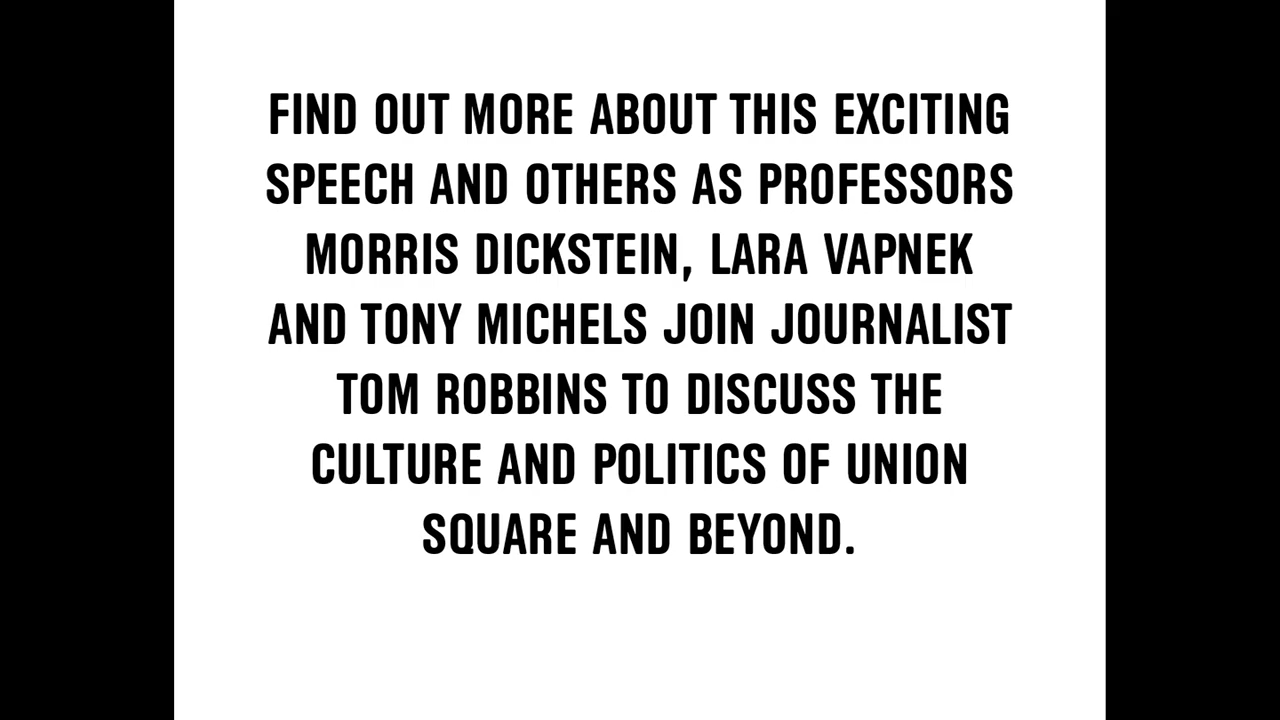 FIND OUT MORE ABOUT THIS EXCITING
SPEECH AND OTHERS AS PROFESSORS
MORRIS DICKSTEIN, LARA VAPNEK
AND TONY MICHELS JOIN JOURNALIST
TOM ROBBINS TO DISCUSS THE
CULTURE AND POLITICS OF UNION
SQUARE AND BEYOND.